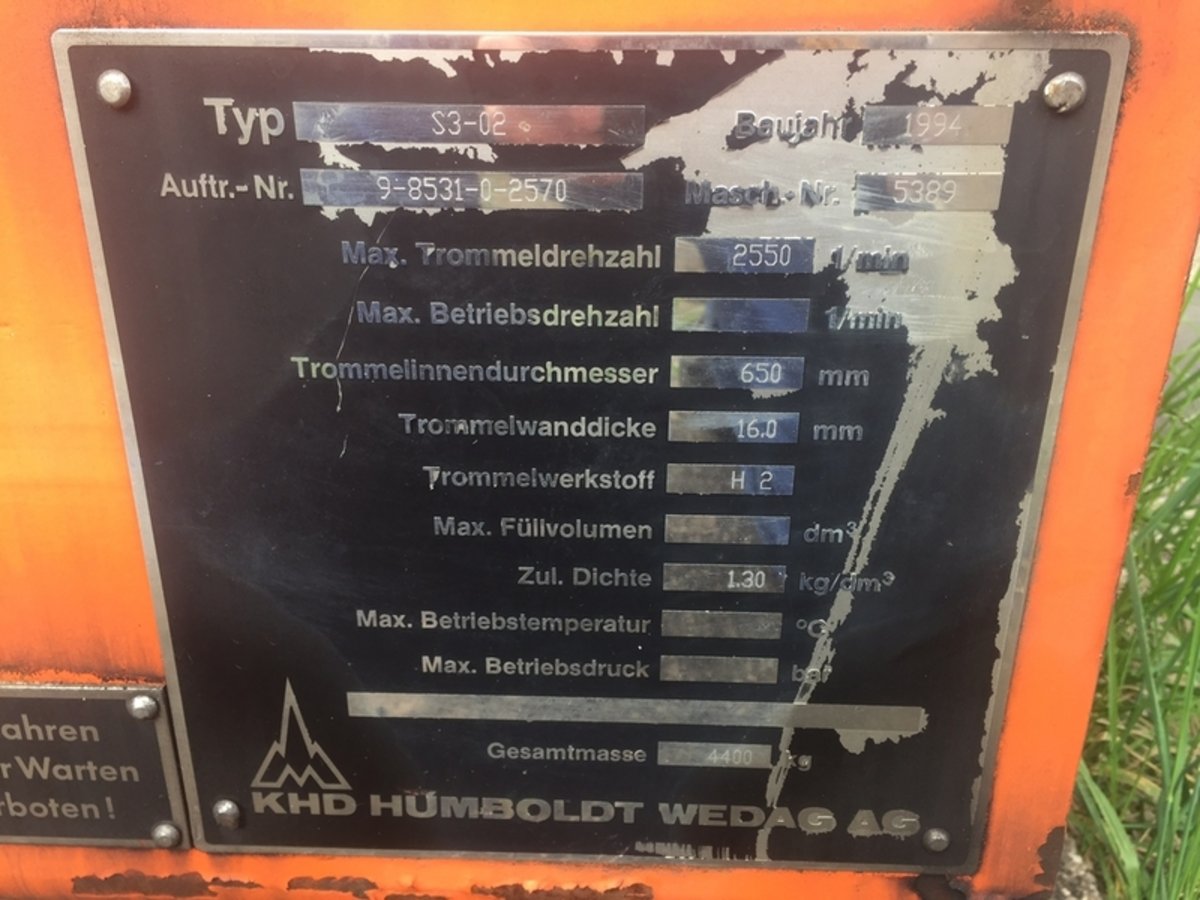 Typ S3-02 Baujahr 1994
Auftr.-Nr. 9-8531-0-2570 Masch.-Nr. 5389
Max. Trommeldrehzahl 2550 1/min
Max. Betriebsdrehzahl 1/min
Trommelinnendurchmesser 650 mm
Trommelwanddicke 16.0 mm
Trommelwerkstoff H 2
Max. Füllvolumen dm³
Zul. Dichte 1.30 kg/dm³
Max. Betriebstemperatur °C
Max. Betriebsdruck bar
Gesamtmasse 4400 kg
KHD HUMBOLDT WEDAG AG
ahren
r Warten
rboten!